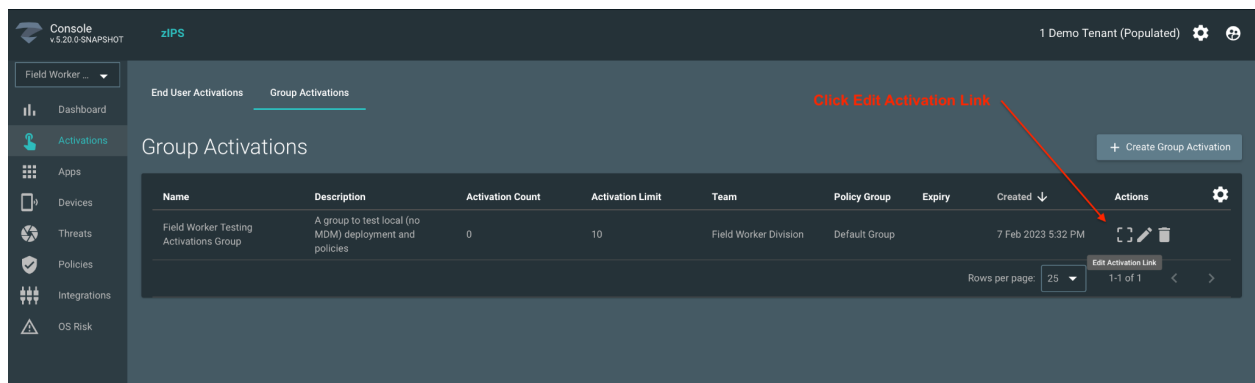 Console
v.5.20.0-SNAPSHOT
zIPS
1 Demo Tenant (Populated)
Field Worker ...
Dashboard
Activations
Apps
Devices
Threats
Policies
Integrations
OS Risk
End User Activations Group Activations
Click Edit Activation Link
Group Activations
+ Create Group Activation
Name Description Activation Count Activation Limit Team Policy Group Expiry Created Actions
Field Worker Testing
Activations Group
A group to test local (no
MDM) deployment and
policies
0 10 Field Worker Division Default Group 7 Feb 2023 5:32 PM
Edit Activation Link
Rows per page: 25 1-1 of 1